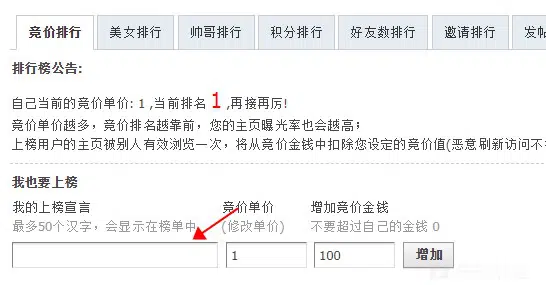 竞价排行 美女排行 帅哥排行 积分排行 好友数排行 邀请排行 发帖
排行榜公告:
自己当前的竞价单价: 1 ,当前排名 1 ,再接再厉!
竞价单价越多，竞价排名越靠前，您的主页曝光率也会越高；
上榜用户的主页被别人有效浏览一次，将从竞价金钱中扣除您设定的竞价值(恶意刷新访问不
我也要上榜
我的上榜宣言 竞价单价 增加竞价金钱
最多50个汉字，会显示在榜单中 (修改单价) 不要超过自己的金钱 0
1 100 增加